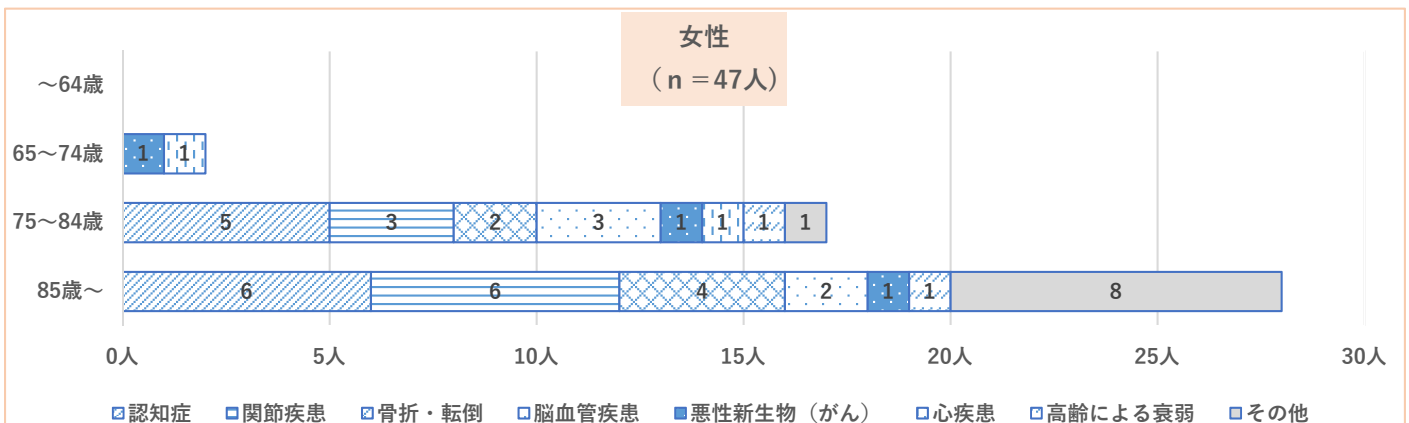 女性
（ｎ＝47人）
～64歳
65～74歳
1 1
75～84歳
5 3 2 3 1 1 1 1
85歳～
6 6 4 2 1 1 8
0人 5人 10人 15人 20人 25人 30人
認知症 関節疾患 骨折・転倒 脳血管疾患 悪性新生物（がん） 心疾患 高齢による衰弱 その他